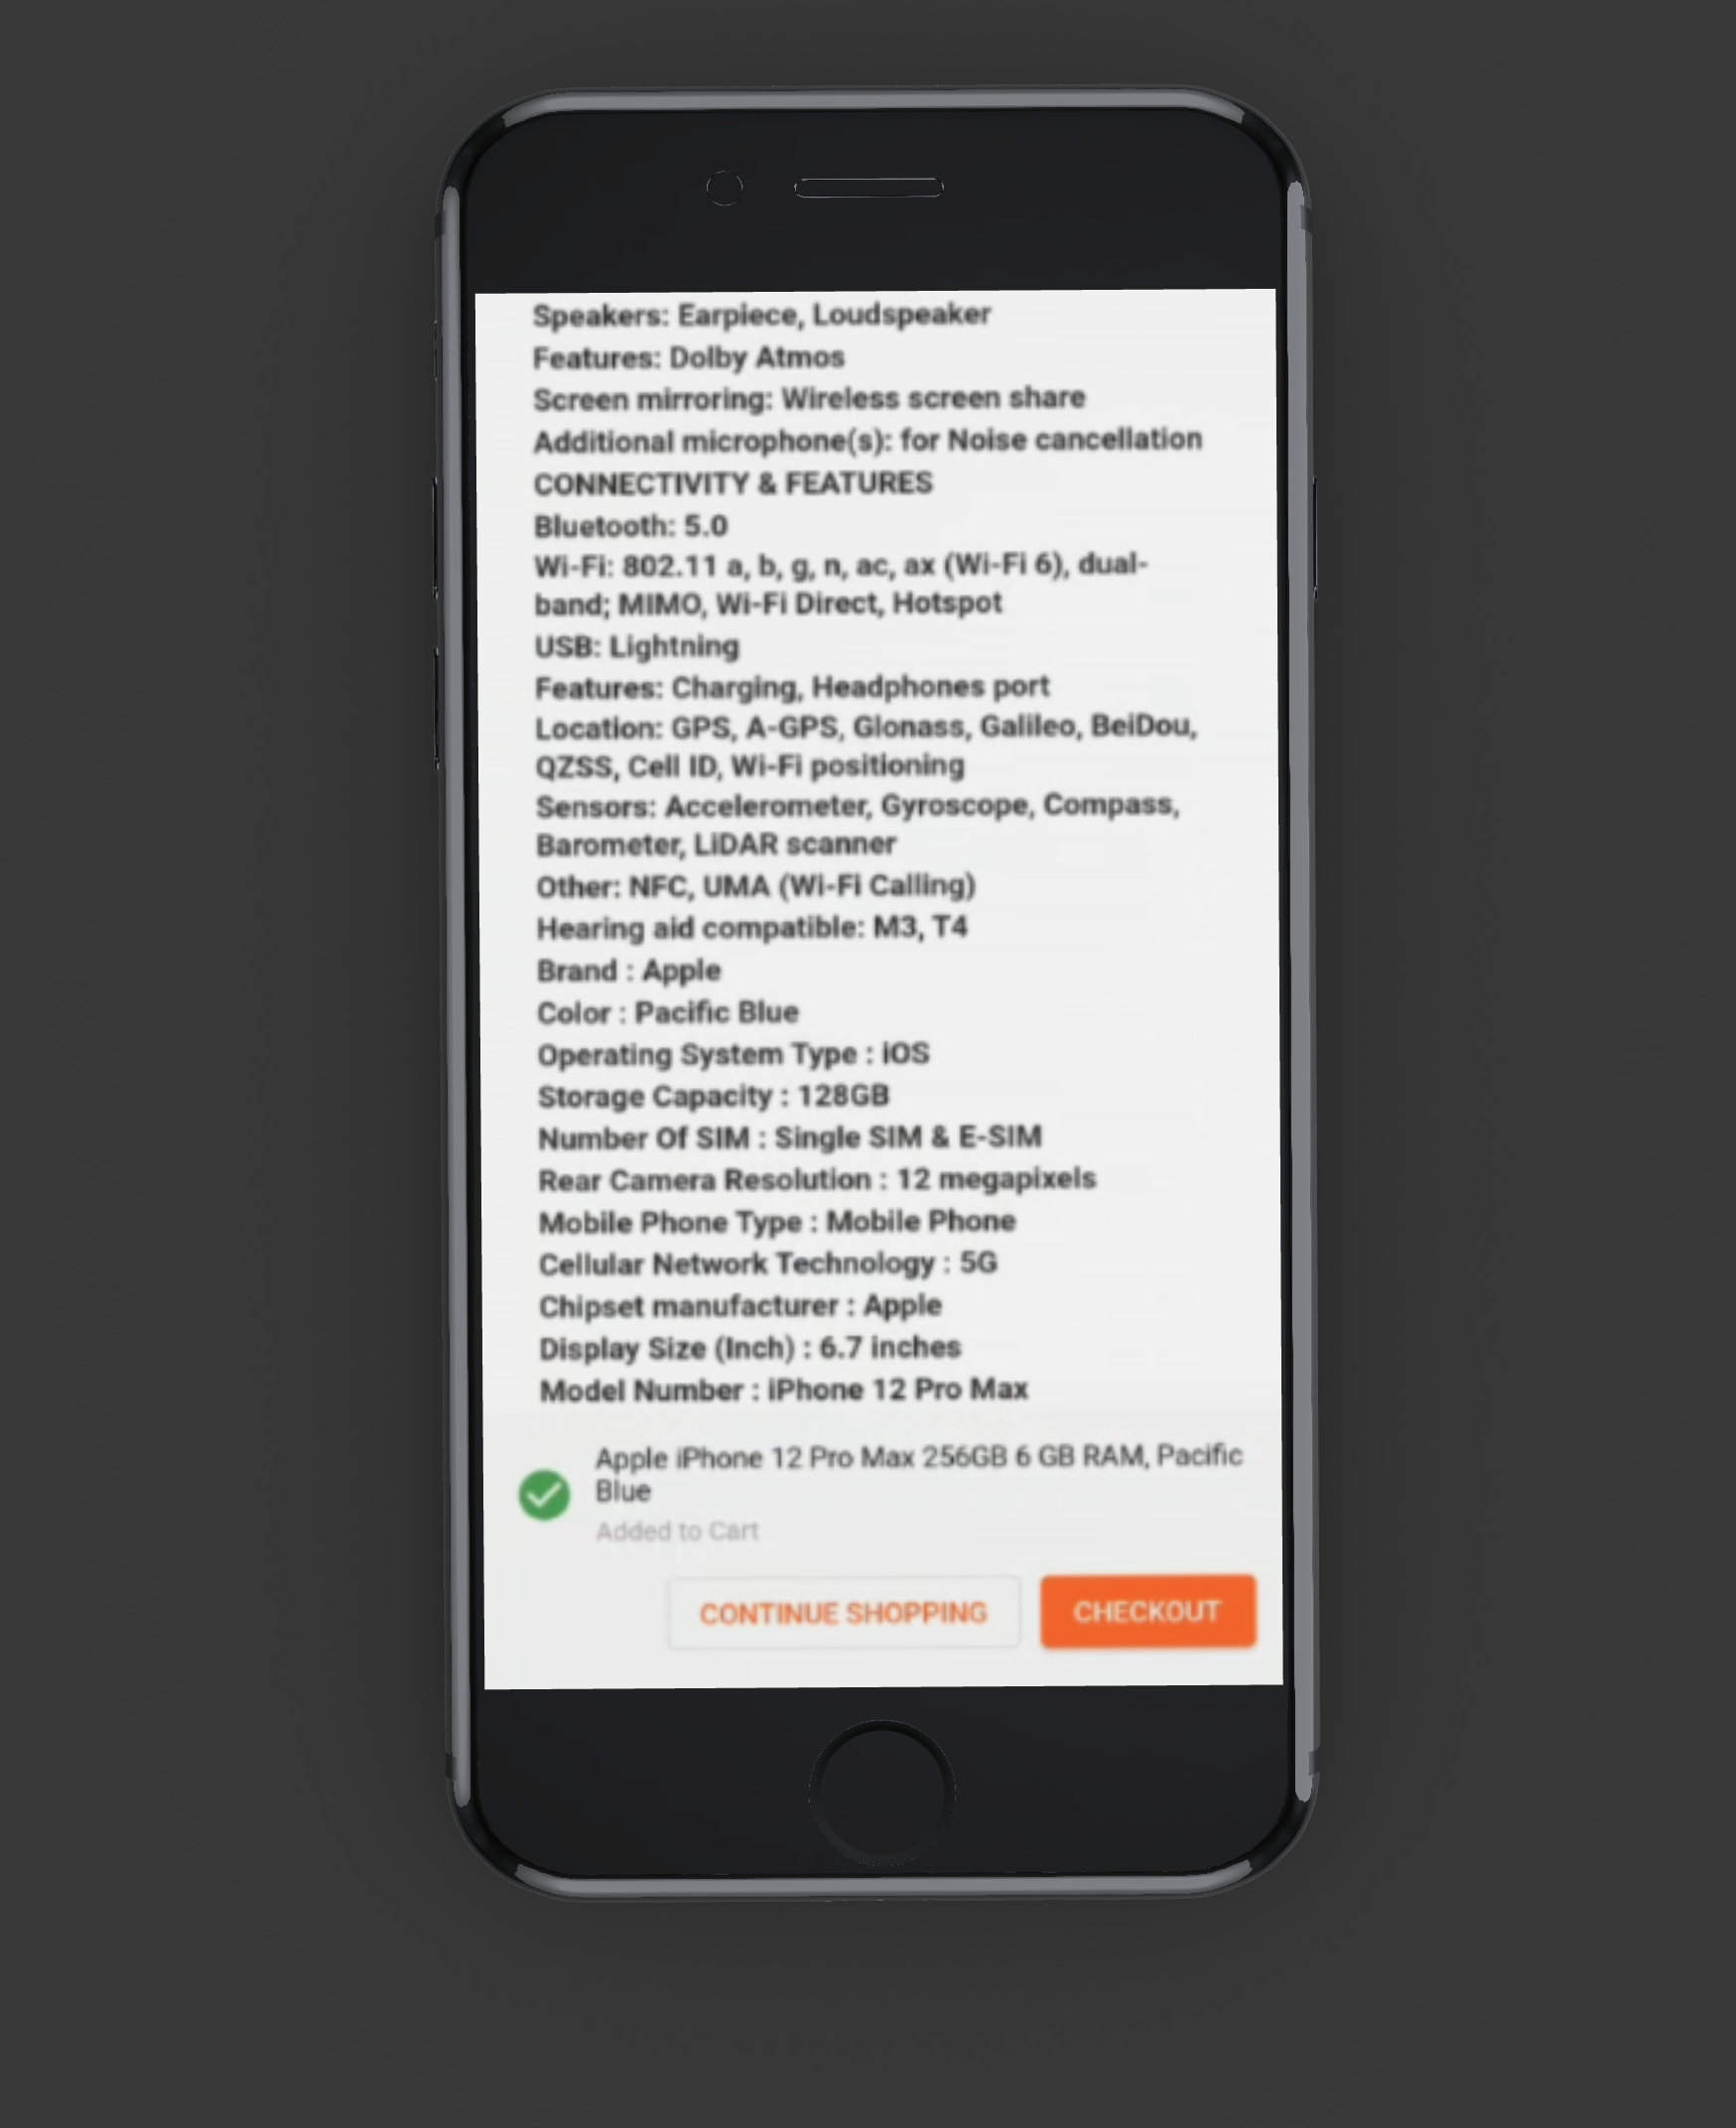 Speakers: Earpiece, Loudspeaker
Features: Dolby Atmos
Screen mirroring: Wireless screen share
Additional microphone(s): for Noise cancellation
CONNECTIVITY & FEATURES
Bluetooth: 5.0
Wi-Fi: 802.11 a, b, g, n, ac, ax (Wi-Fi 6), dual-
band; MIMO, Wi-Fi Direct, Hotspot
USB: Lightning
Features: Charging, Headphones port
Location: GPS, A-GPS, Glonass, Galileo, BeiDou,
QZSS, Cell ID, Wi-Fi positioning
Sensors: Accelerometer, Gyroscope, Compass,
Barometer, LiDAR scanner
Other: NFC, UMA (Wi-Fi Calling)
Hearing aid compatible: M3, T4
Brand : Apple
Color : Pacific Blue
Operating System Type : iOS
Storage Capacity : 128GB
Number Of SIM : Single SIM & E-SIM
Rear Camera Resolution : 12 megapixels
Mobile Phone Type : Mobile Phone
Cellular Network Technology : 5G
Chipset manufacturer : Apple
Display Size (Inch) : 6.7 inches
Model Number : iPhone 12 Pro Max
Apple iPhone 12 Pro Max 256GB 6 GB RAM, Pacific
Blue
Added to Cart
CONTINUE SHOPPING
CHECKOUT